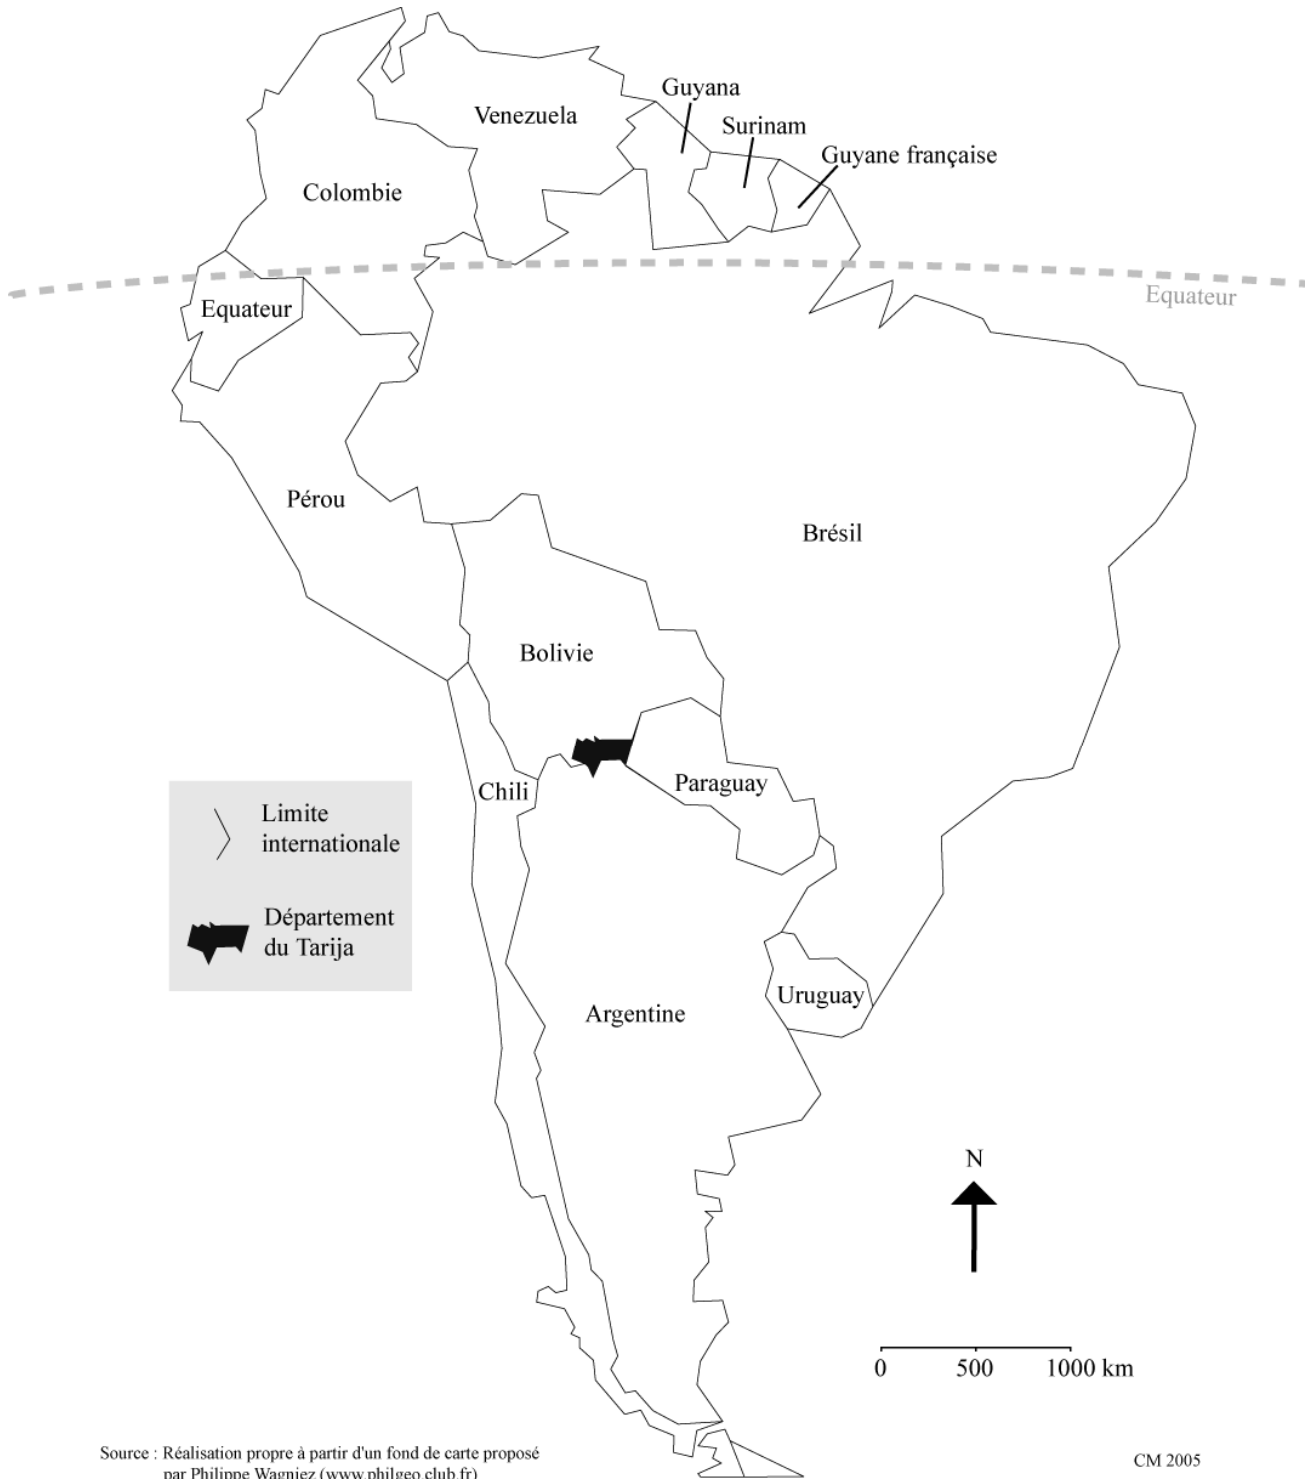 Guyana
Venezuela
Surinam
Guyane française
Colombie
Equateur
Equateur
Pérou
Brésil
Bolivie
Paraguay
Chili
Limite
internationale
Département
du Tarija
Uruguay
Argentine
N
0 500 1000 km
Source : Réalisation propre à partir d'un fond de carte proposé
par Philippe Wagniez (www.philgeo.club.fr)
CM 2005